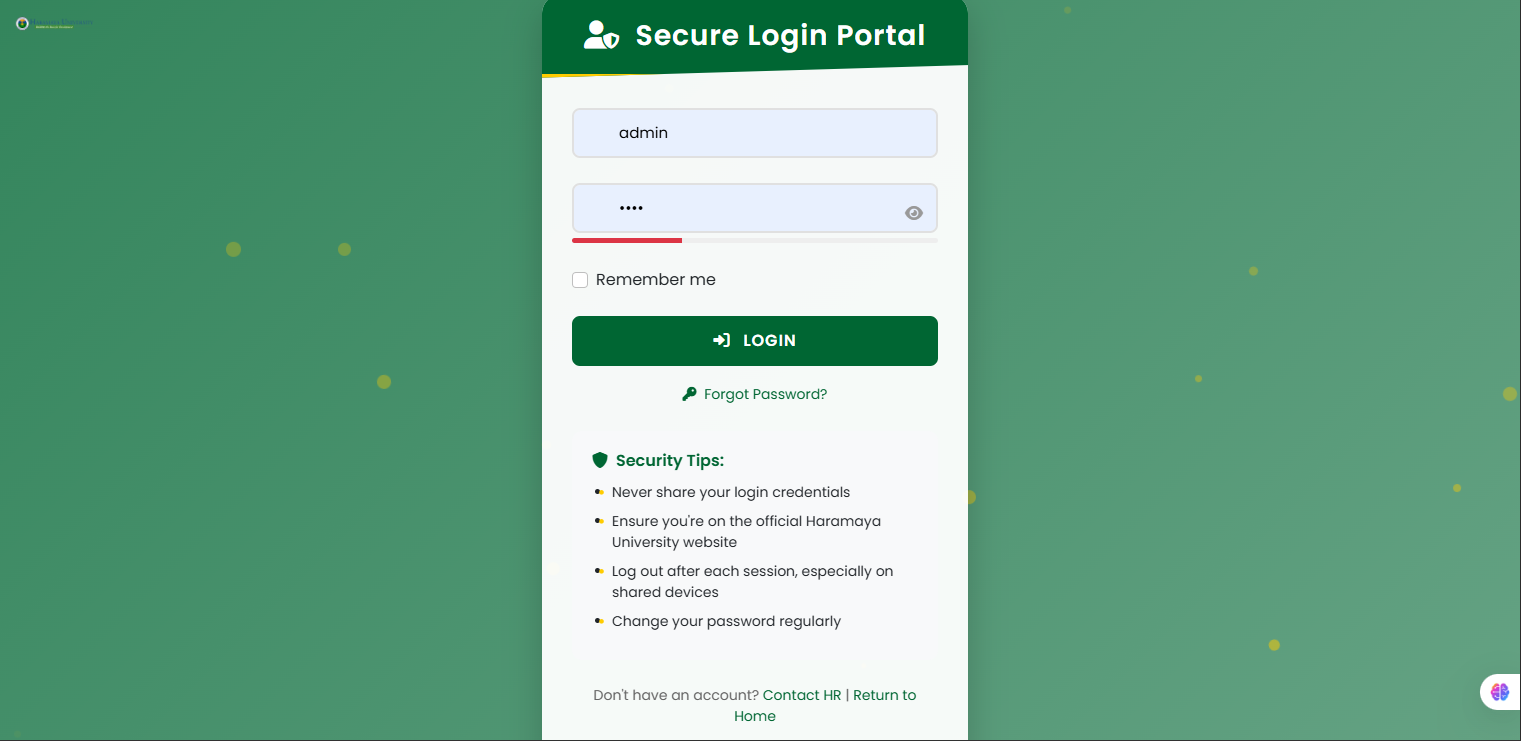 Secure Login Portal
admin
••••
Remember me
LOGIN
Forgot Password?
Security Tips:
Never share your login credentials
Ensure you're on the official Haramaya
University website
Log out after each session, especially on
shared devices
Change your password regularly
Don't have an account? Contact HR | Return to
Home